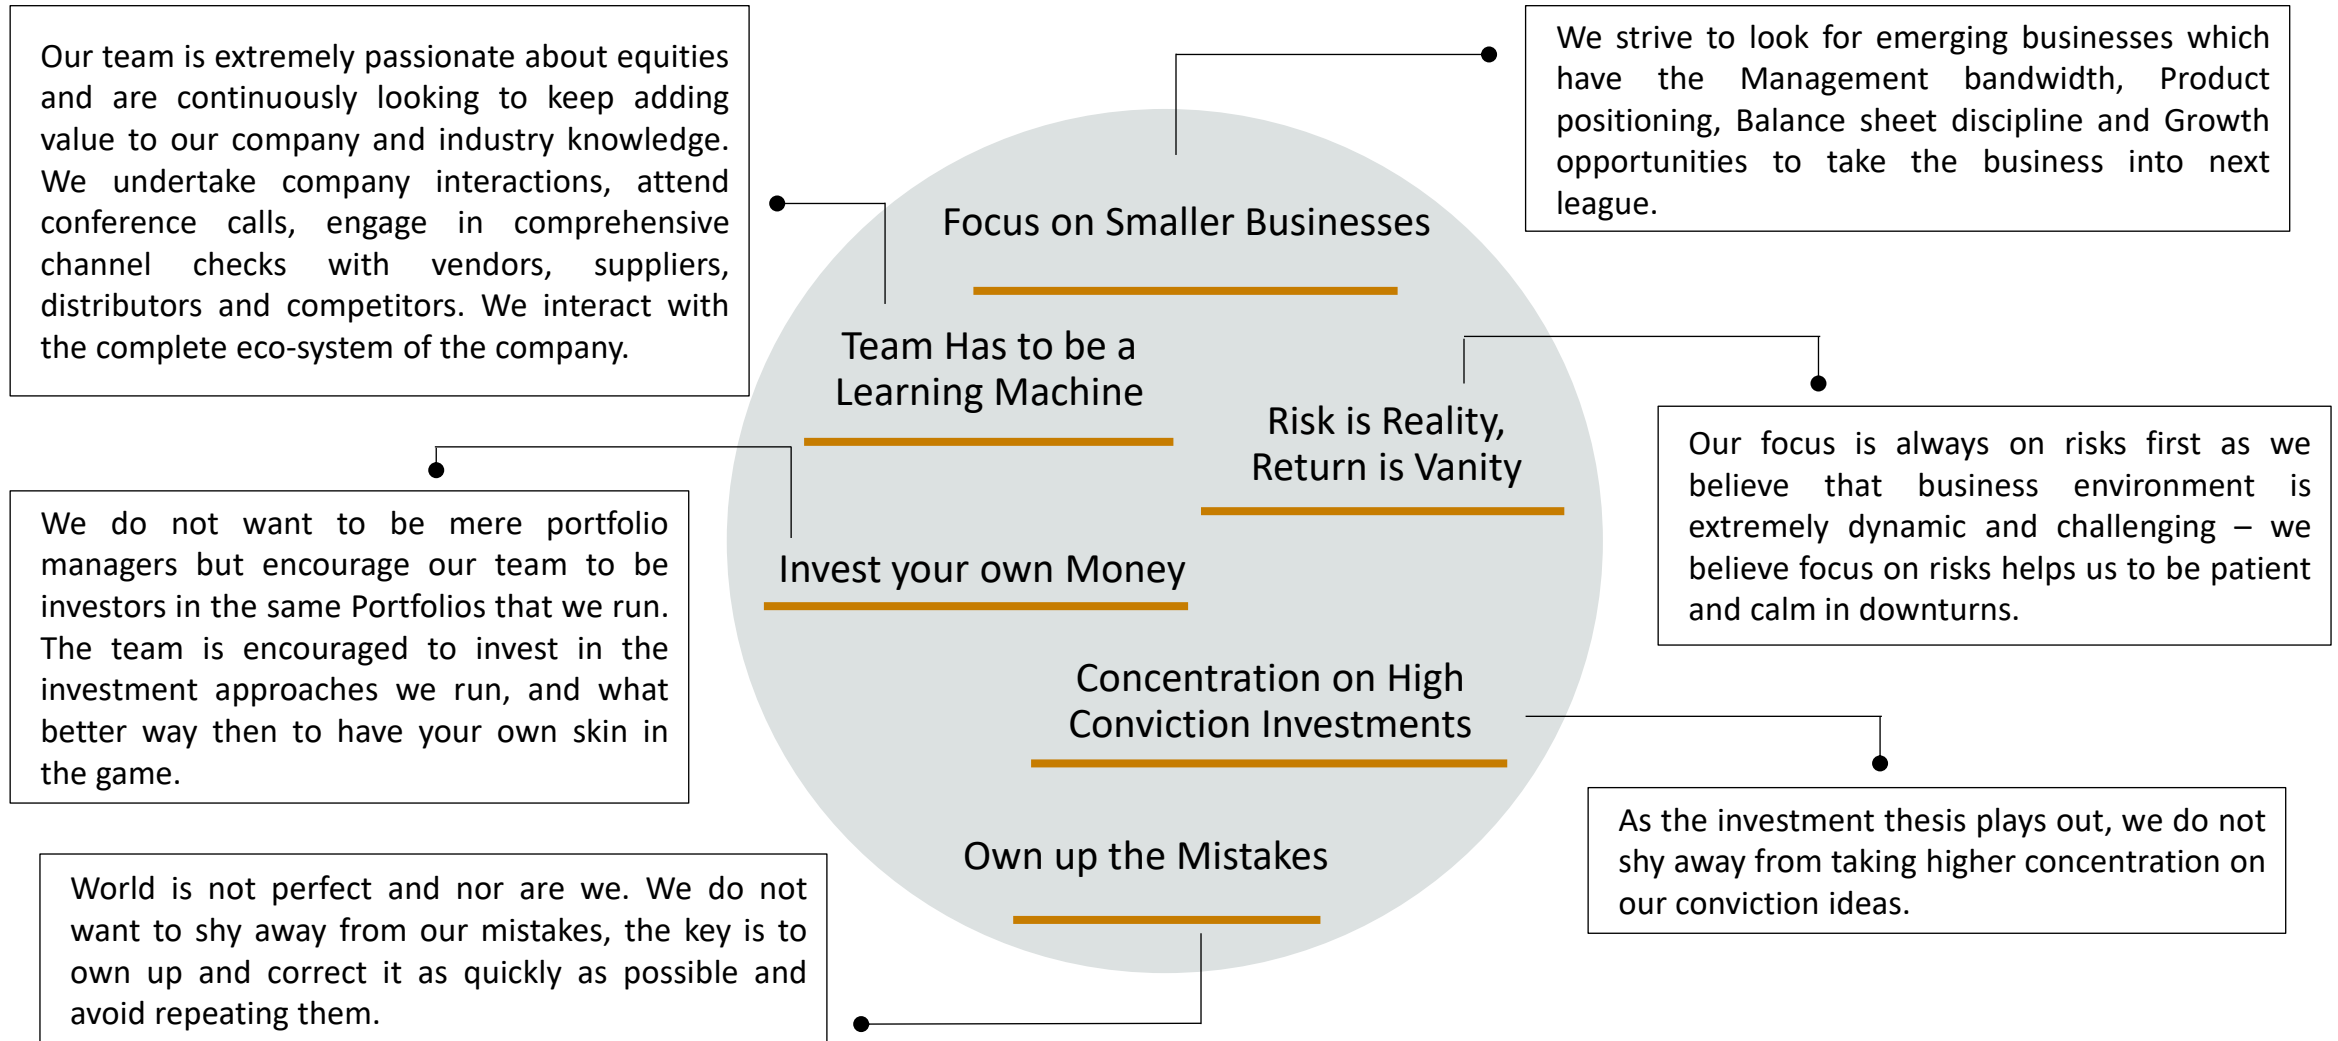 Our team is extremely passionate about equities
and are continuously looking to keep adding
value to our company and industry knowledge.
We undertake company interactions, attend
conference calls, engage in comprehensive
channel checks with vendors, suppliers,
distributors and competitors. We interact with
the complete eco-system of the company.
We strive to look for emerging businesses which
have the Management bandwidth, Product
positioning, Balance sheet discipline and Growth
opportunities to take the business into next
league.
Focus on Smaller Businesses
Team Has to be a
Learning Machine
Risk is Reality,
Return is Vanity
Our focus is always on risks first as we
believe that business environment is
extremely dynamic and challenging – we
believe focus on risks helps us to be patient
and calm in downturns.
We do not want to be mere portfolio
managers but encourage our team to be
investors in the same Portfolios that we run.
The team is encouraged to invest in the
investment approaches we run, and what
better way then to have your own skin in
the game.
Invest your own Money
Concentration on High
Conviction Investments
As the investment thesis plays out, we do not
shy away from taking higher concentration on
our conviction ideas.
Own up the Mistakes
World is not perfect and nor are we. We do not
want to shy away from our mistakes, the key is to
own up and correct it as quickly as possible and
avoid repeating them.